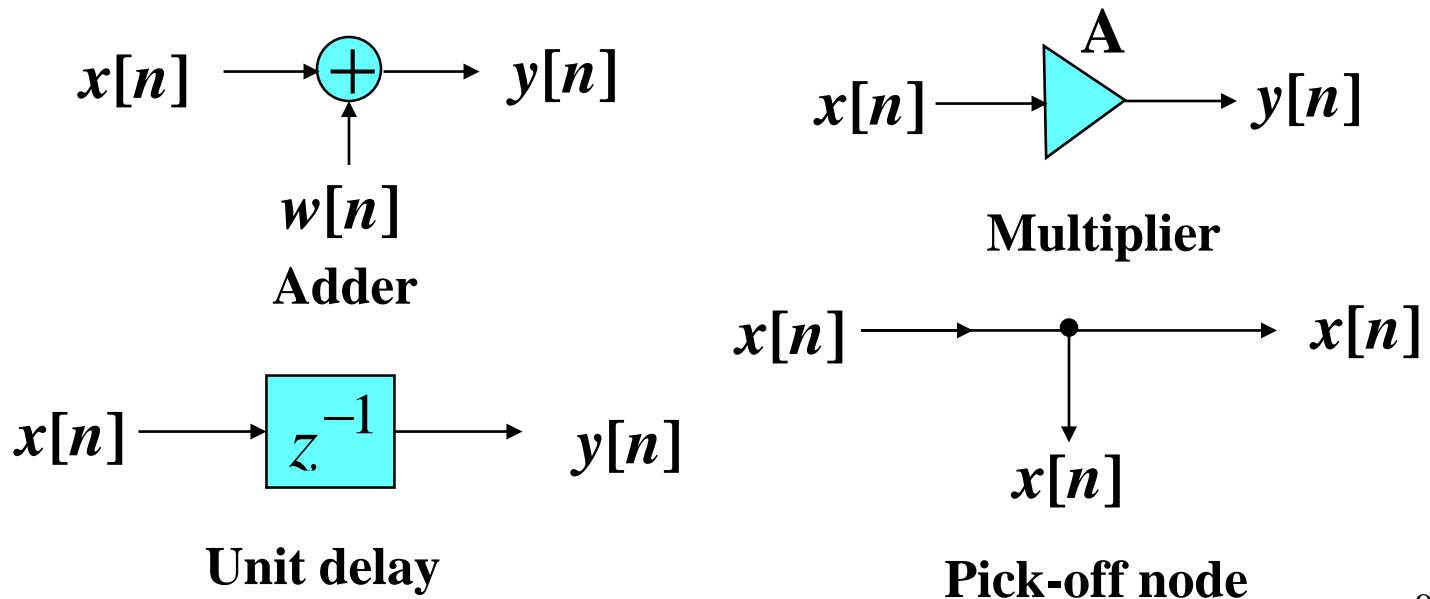 x[n] + y[n]
w[n]
Adder
A
x[n] y[n]
Multiplier
x[n] z⁻¹ y[n]
Unit delay
x[n] x[n]
x[n]
Pick-off node